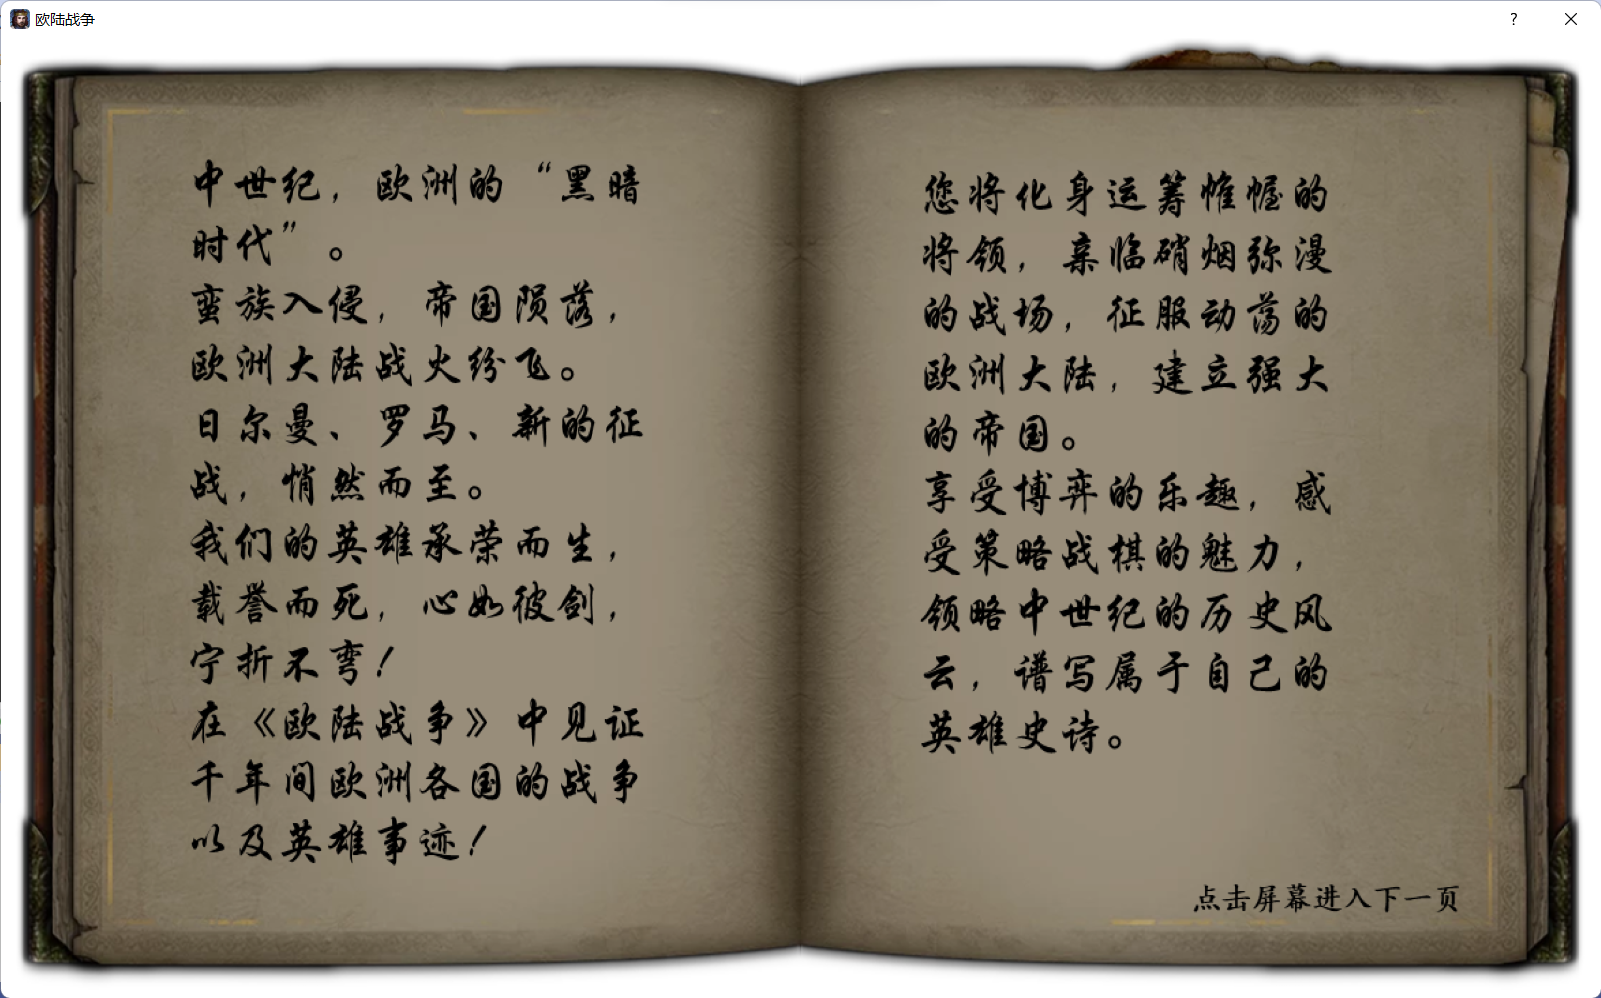 欧陆战争
?
中世纪，欧洲的“黑暗
时代”。
蛮族入侵，帝国陨落，
欧洲大陆战火纷飞。
日尔曼、罗马、新的征
战，悄然而至。
我们的英雄承荣而生，
载誉而死，心如彼剑，
宁折不弯！
在《欧陆战争》中见证
千年间欧洲各国的战争
以及英雄事迹！
您将化身运筹帷幄的
将领，亲临硝烟弥漫
的战场，征服动荡的
欧洲大陆，建立强大
的帝国。
享受博弈的乐趣，感
受策略战棋的魅力，
领略中世纪的历史风
云，谱写属于自己的
英雄史诗。
点击屏幕进入下一页